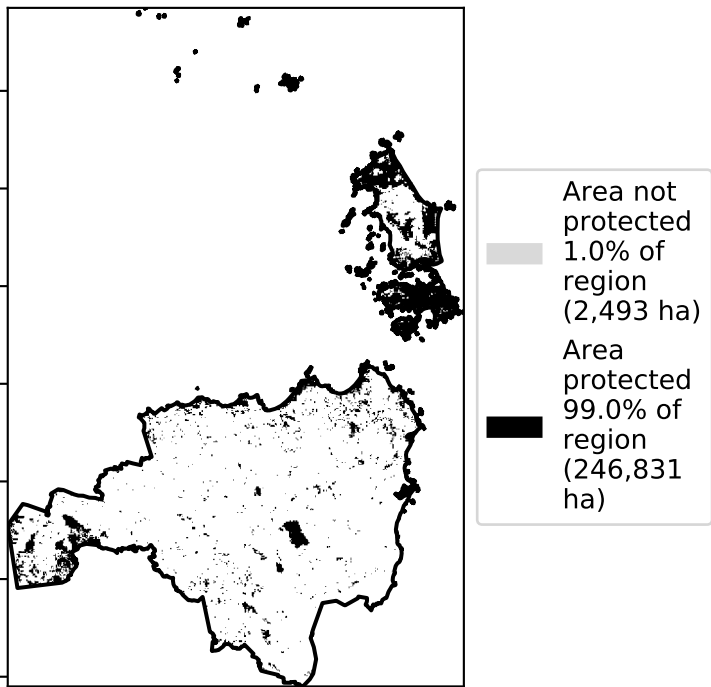 Area not
protected
1.0% of
region
(2,493 ha)
Area
protected
99.0% of
region
(246,831
ha)